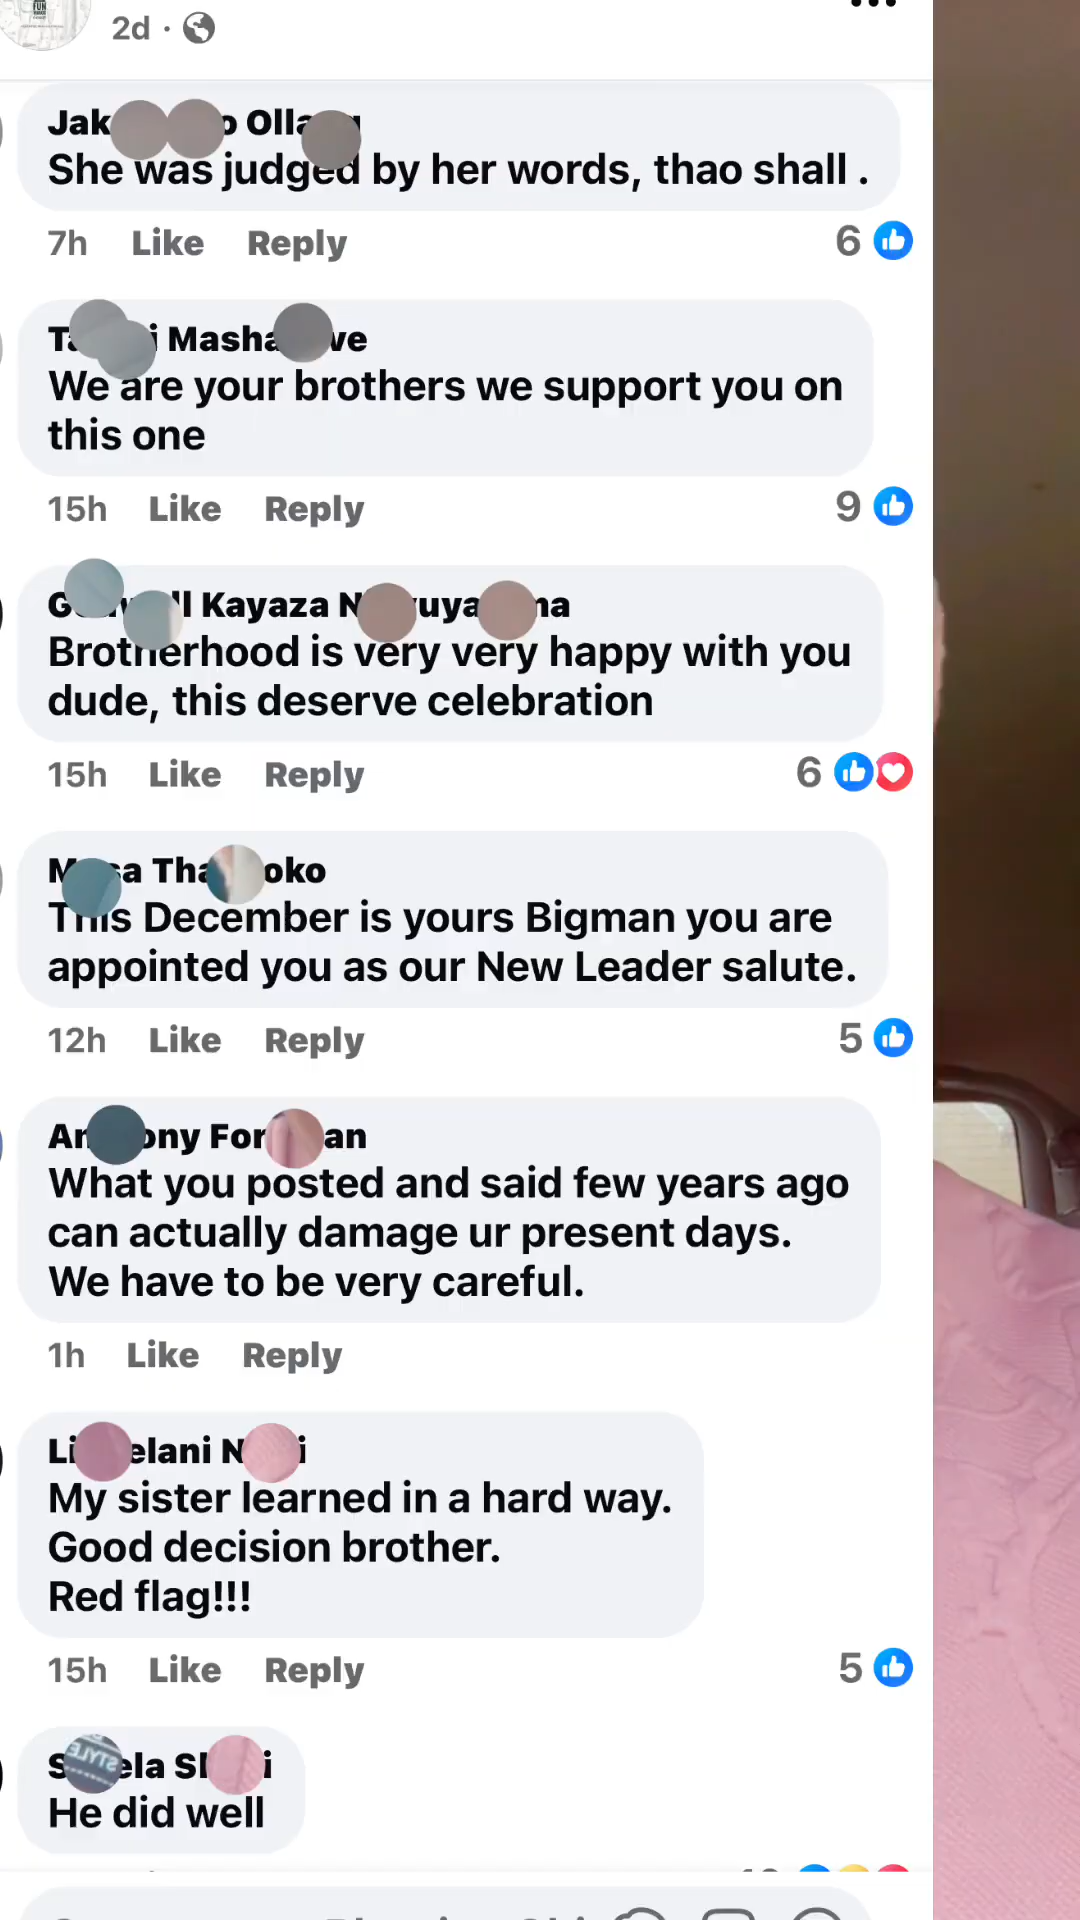 2d ·
She was judged by her words, thao shall .
7h Like Reply 6
We are your brothers we support you on
this one
15h Like Reply 9
Kayaza
Brotherhood is very very happy with you
dude, this deserve celebration
15h Like Reply 6
This December is yours Bigman you are
appointed you as our New Leader salute.
12h Like Reply 5
What you posted and said few years ago
can actually damage ur present days.
We have to be very careful.
1h Like Reply
My sister learned in a hard way.
Good decision brother.
Red flag!!!
15h Like Reply 5
He did well